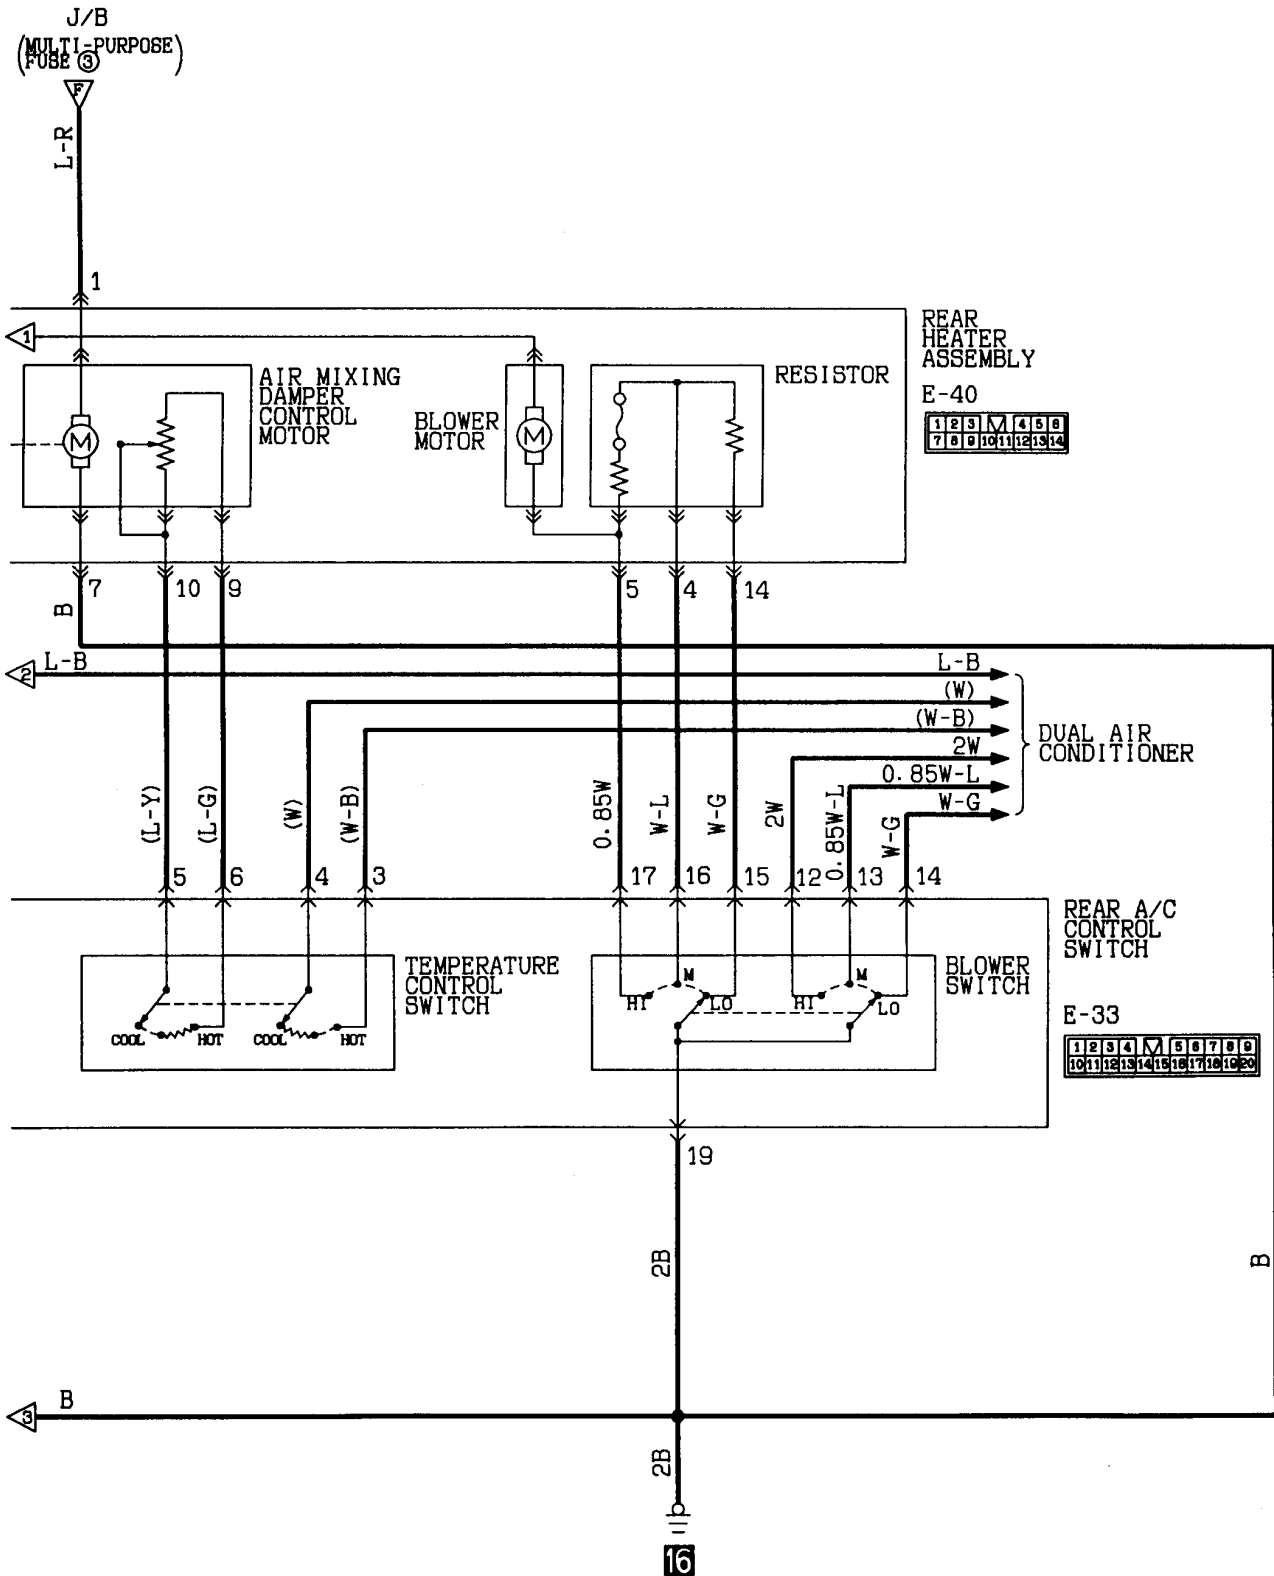 J/B
(MULTI-PURPOSE
FUSE ③)
F
L-R
1
1
REAR
HEATER
ASSEMBLY
E-40
1 2 3 4 5 6
7 8 9 10 11 12 13 14
AIR MIXING
DAMPER
CONTROL
MOTOR
M
BLOWER
MOTOR
M
RESISTOR
7
10
9
5
4
14
B
2
L-B
L-B
(W)
(W-B)
2W
0.85W-L
W-G
DUAL AIR
CONDITIONER
(L-Y)
(L-G)
(W)
(W-B)
0.85W
W-L
W-G
2W
0.85W-L
W-G
5
6
4
3
17
16
15
12
13
14
REAR A/C
CONTROL
SWITCH
E-33
1 2 3 4 5 6 7 8 9
10 11 12 13 14 15 16 17 18 19 20
TEMPERATURE
CONTROL
SWITCH
COOL
HOT
COOL
HOT
BLOWER
SWITCH
HI
M
LO
HI
M
LO
19
2B
B
3
B
2B
16